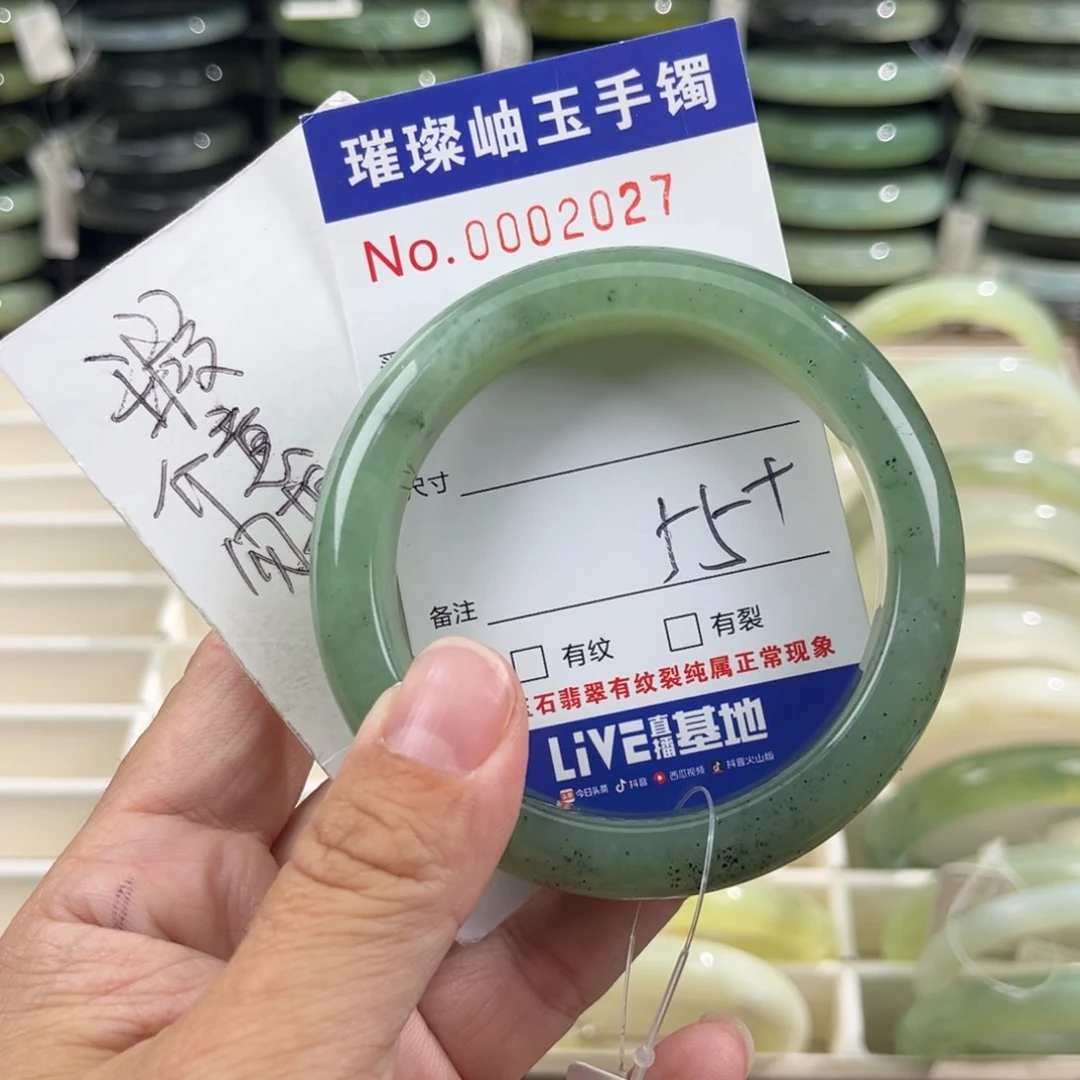 璀璨岫玉手镯
No.0002027
尺寸
55+
备注
有纹
有裂
玉石翡翠有纹裂纯属正常现象
LiVE直播基地
今日头条 抖音 西瓜视频 抖音火山版